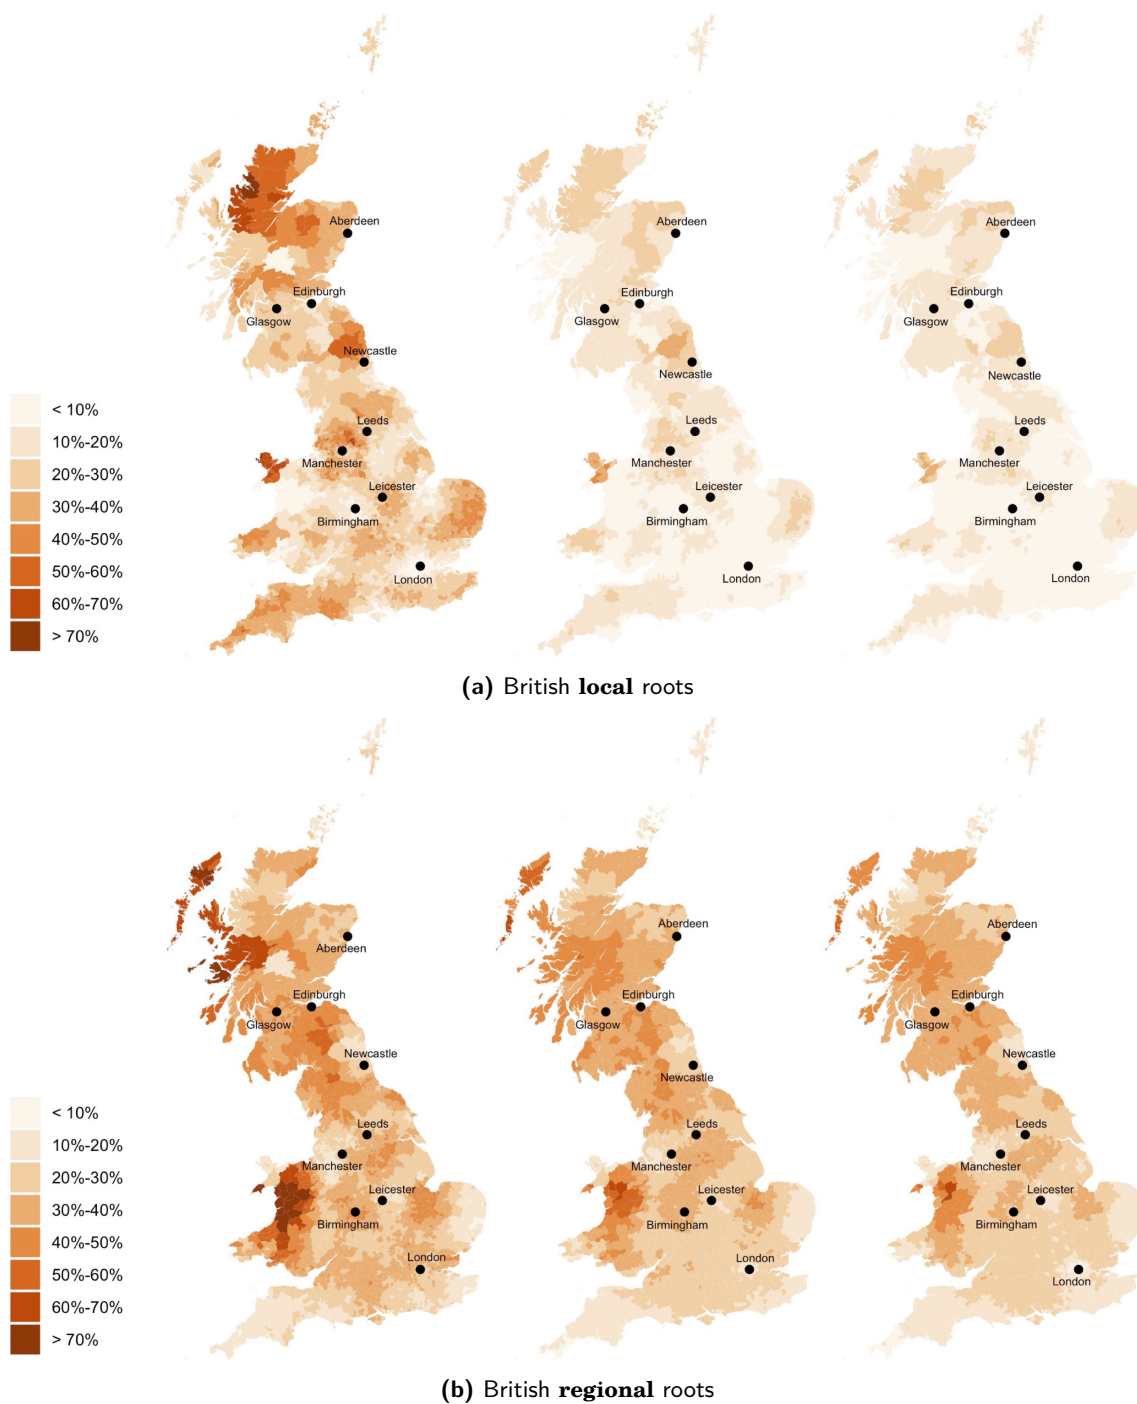 Aberdeen
Edinburgh
Glasgow
Newcastle
Leeds
Manchester
Leicester
Birmingham
London
Aberdeen
Edinburgh
Glasgow
Newcastle
Leeds
Manchester
Leicester
Birmingham
London
Aberdeen
Edinburgh
Glasgow
Newcastle
Leeds
Manchester
Leicester
Birmingham
London
< 10%
10%-20%
20%-30%
30%-40%
40%-50%
50%-60%
60%-70%
> 70%
(a) British local roots
Aberdeen
Edinburgh
Glasgow
Newcastle
Leeds
Manchester
Leicester
Birmingham
London
Aberdeen
Edinburgh
Glasgow
Newcastle
Leeds
Manchester
Leicester
Birmingham
London
Aberdeen
Edinburgh
Glasgow
Newcastle
Leeds
Manchester
Leicester
Birmingham
London
< 10%
10%-20%
20%-30%
30%-40%
40%-50%
50%-60%
60%-70%
> 70%
(b) British regional roots